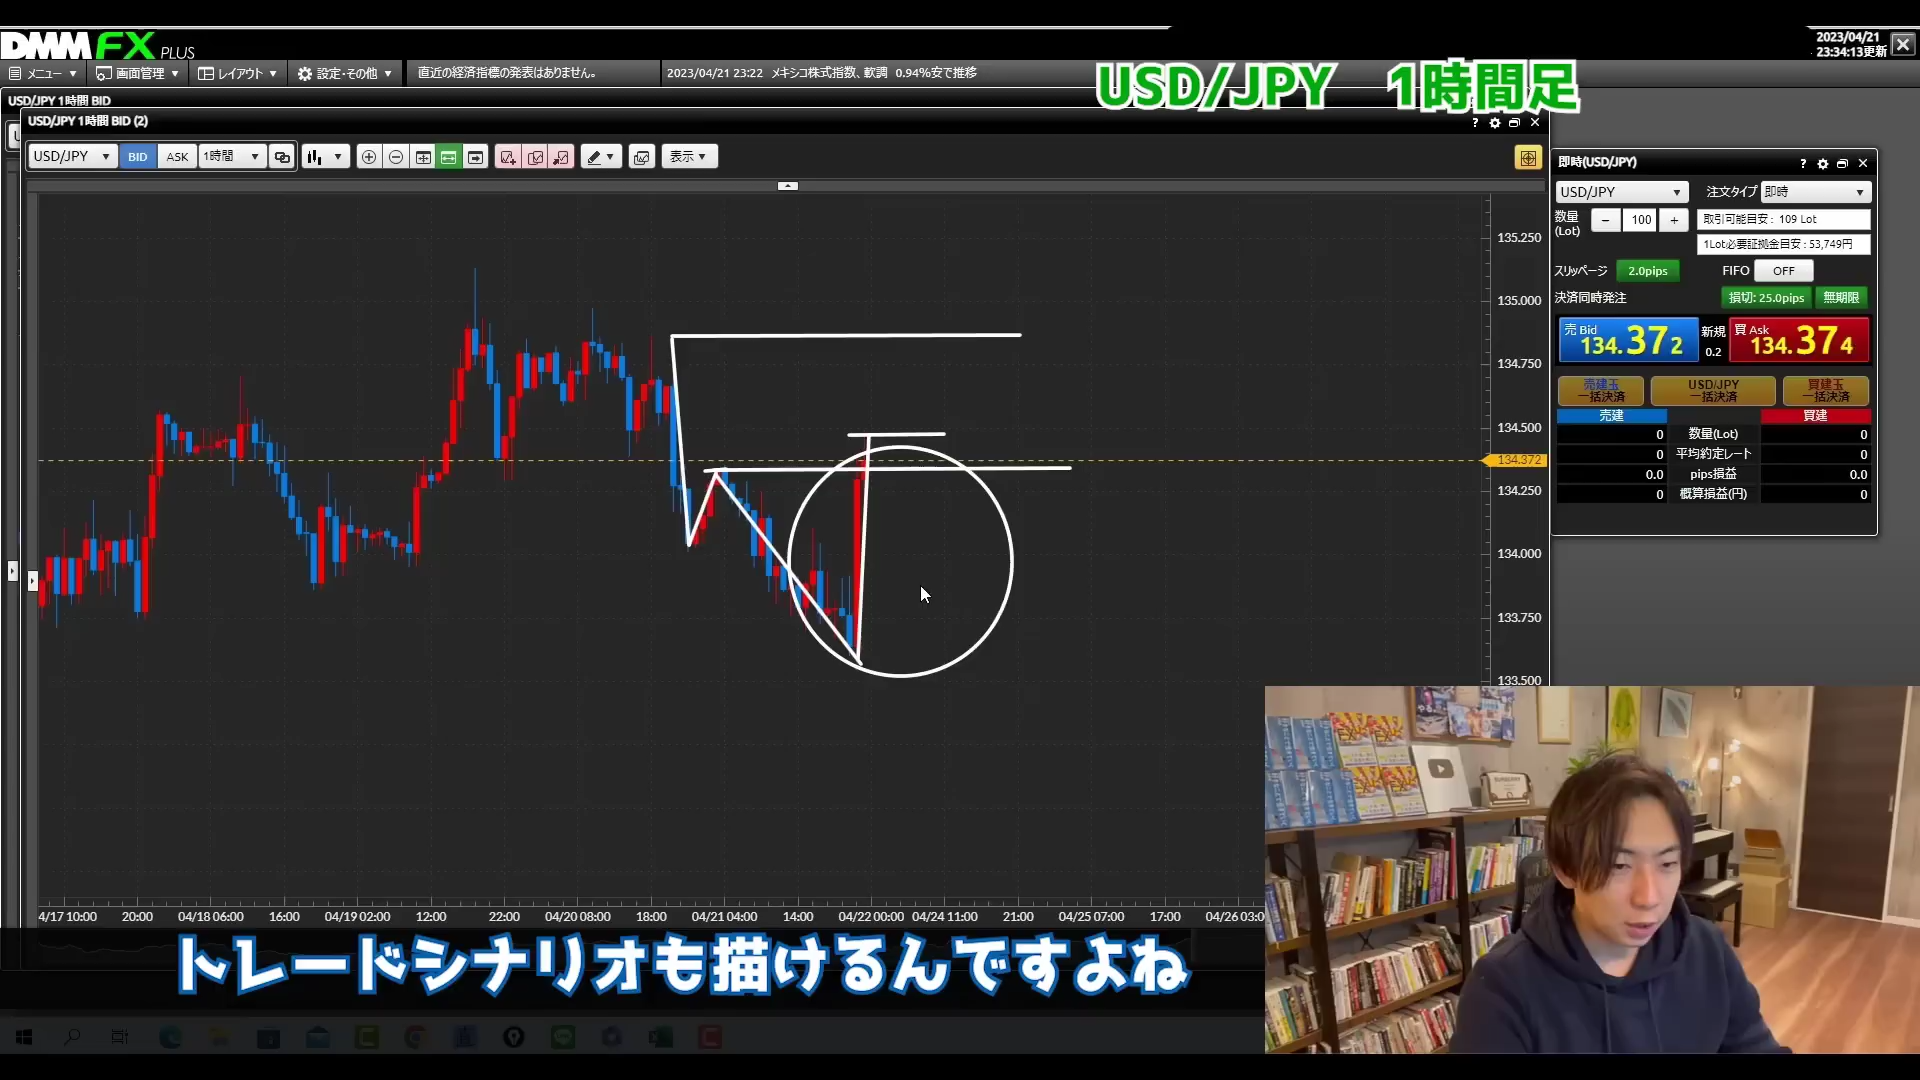 DMM FX PLUS
2023/04/21
23:34:13更新
メニュー
画面管理
レイアウト
設定・その他
直近の経済指標の発表はありません。
2023/04/21 23:22 メキシコ株式指数、軟調 0.94%安で推移
USD/JPY 1時間足
USD/JPY 1時間 BID
USD/JPY 1時間 BID (2)
USD/JPY
BID
ASK
1時間
表示
135.250
135.000
134.750
134.500
134.372
134.250
134.000
133.750
133.500
4/17 10:00
20:00
04/18 06:00
16:00
04/19 02:00
12:00
22:00
04/20 08:00
18:00
04/21 04:00
14:00
04/22 00:00
04/24 11:00
21:00
04/25 07:00
17:00
04/26 03:0
即時(USD/JPY)
USD/JPY
注文タイプ 即時
数量(Lot)
− 100 +
取引可能目安 : 109 Lot
1Lot必要証拠金目安 : 53,749円
スリッページ 2.0pips
FIFO OFF
決済同時発注
損切: 25.0pips
無期限
売 Bid 134.372
新規 0.2
買 Ask 134.374
売建玉 一括決済
USD/JPY 一括決済
買建玉 一括決済
売建 買建
0 数量(Lot) 0
0 平均約定レート 0
0.0 pips損益 0.0
0 概算損益(円) 0
トレードシナリオも描けるんですよね